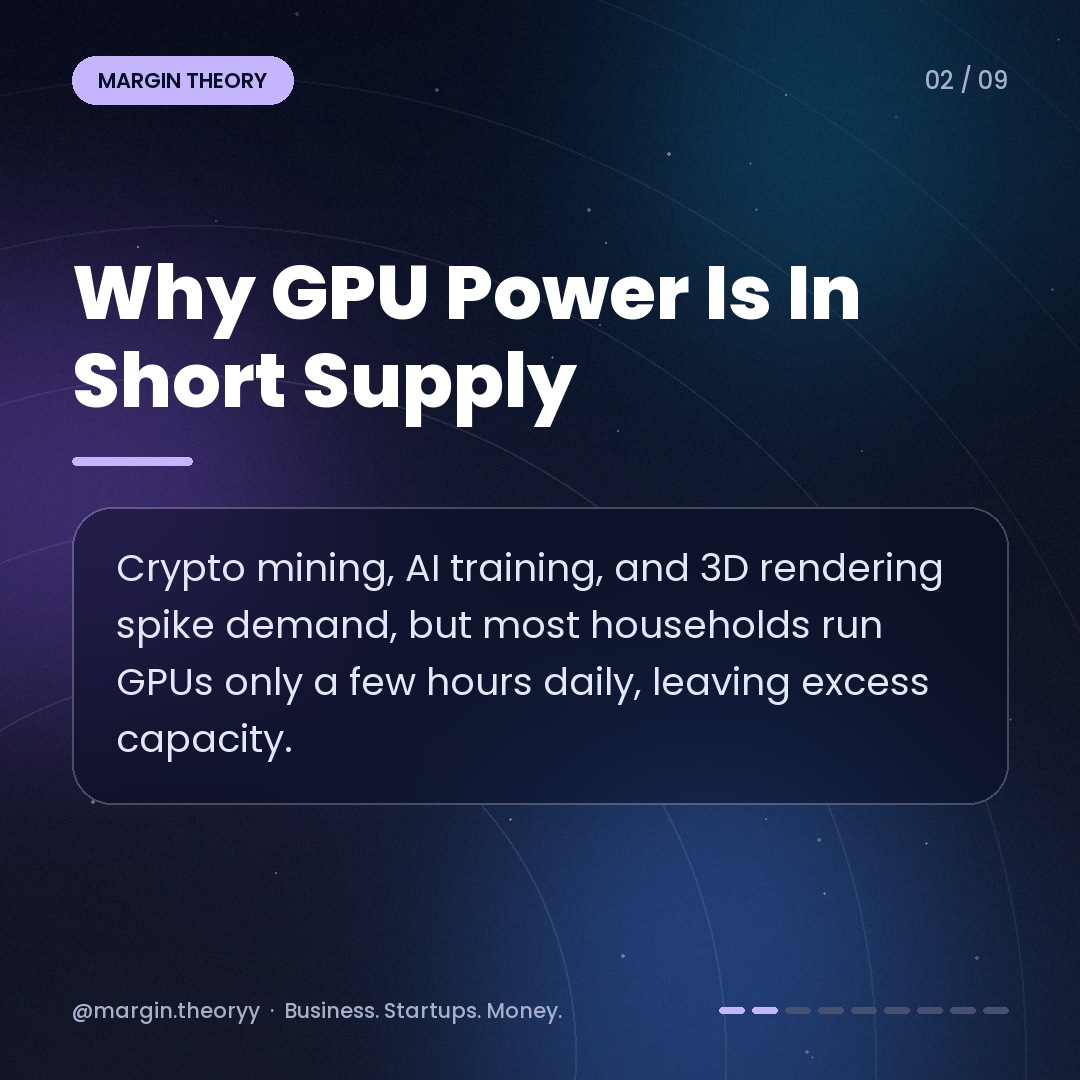 MARGIN THEORY
02 / 09
Why GPU Power Is In
Short Supply
Crypto mining, AI training, and 3D rendering
spike demand, but most households run
GPUs only a few hours daily, leaving excess
capacity.
@margin.theoryy · Business. Startups. Money.